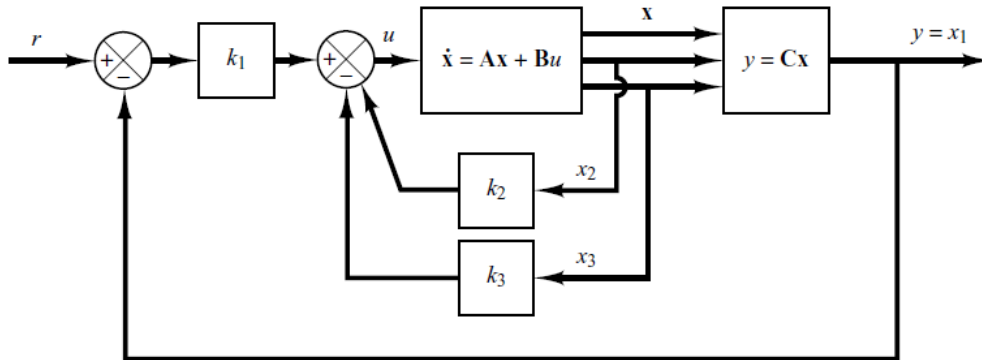 r
+
−
k₁
+
−
u
ẋ = Ax + Bu
x
y = Cx
y = x₁
k₂
x₂
k₃
x₃